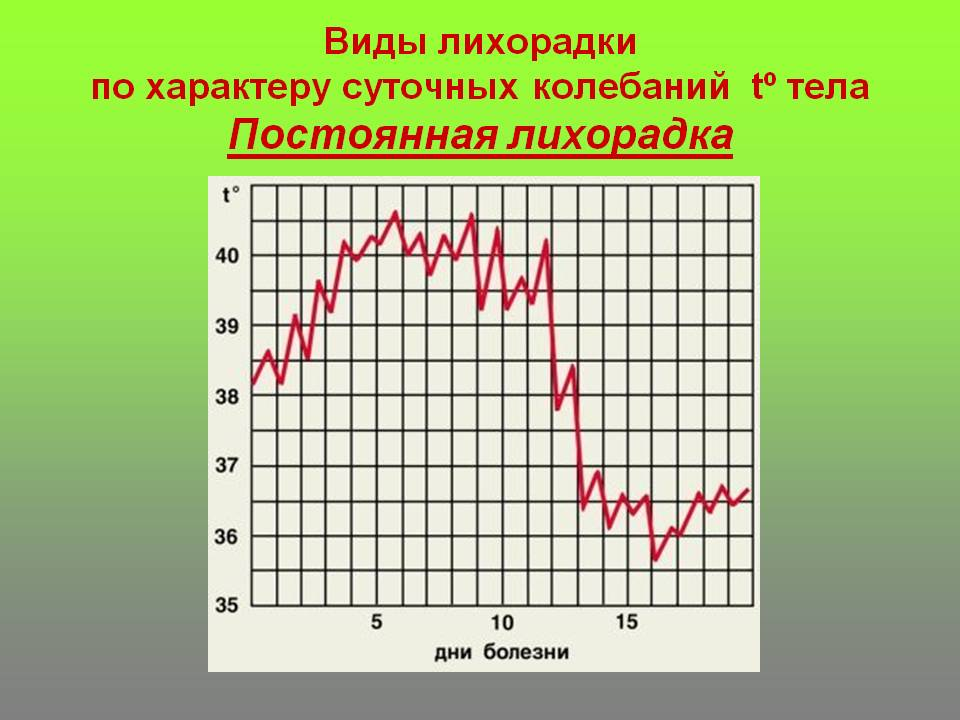 Виды лихорадки
по характеру суточных колебаний tº тела
Постоянная лихорадка
t°
40
39
38
37
36
35
5 10 15
дни болезни